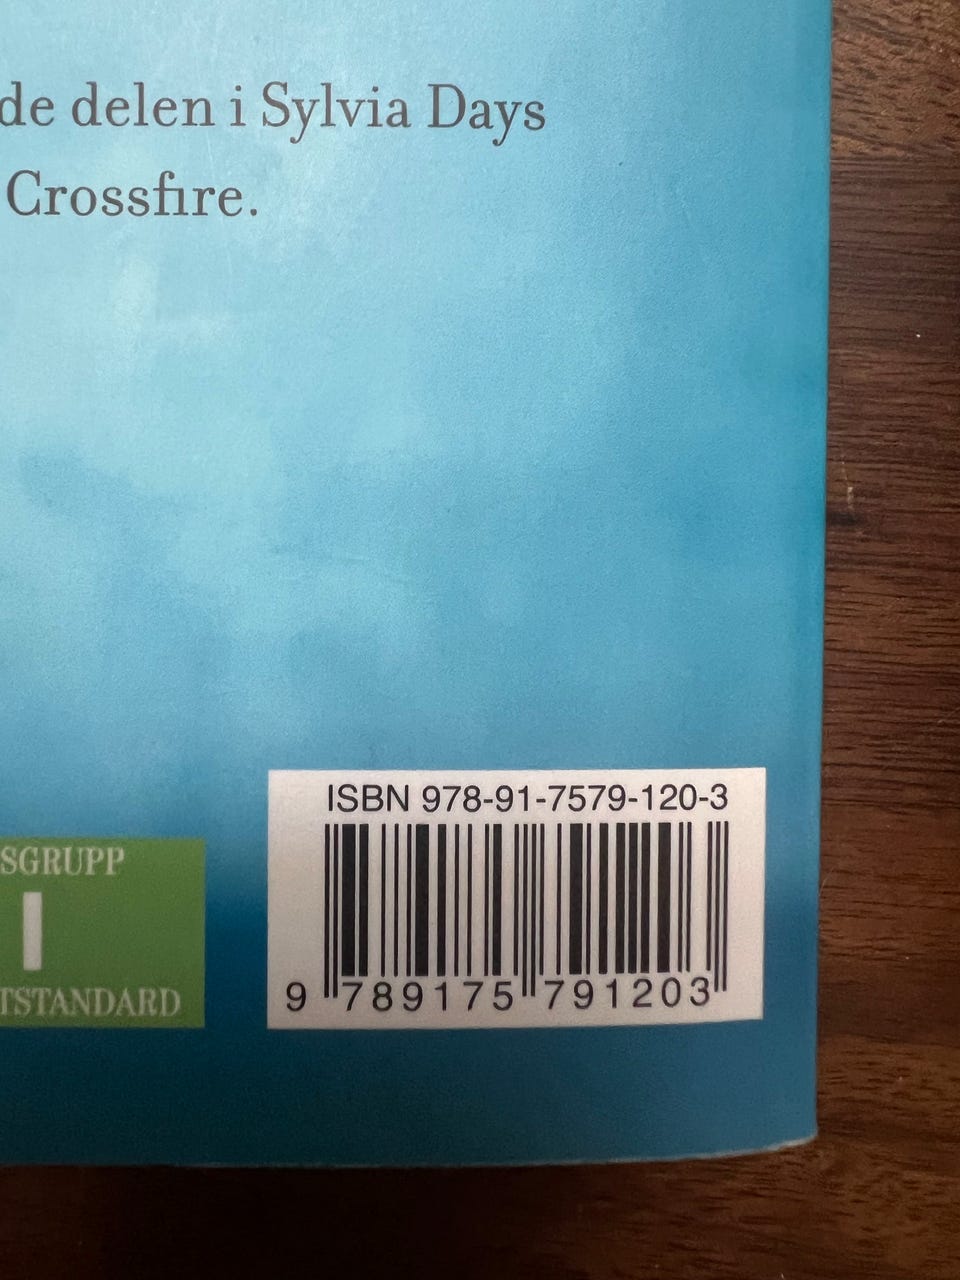 de delen i Sylvia Days
Crossfire.
SGRUPP
I
TSTANDARD
ISBN 978-91-7579-120-3
9 789175 791203